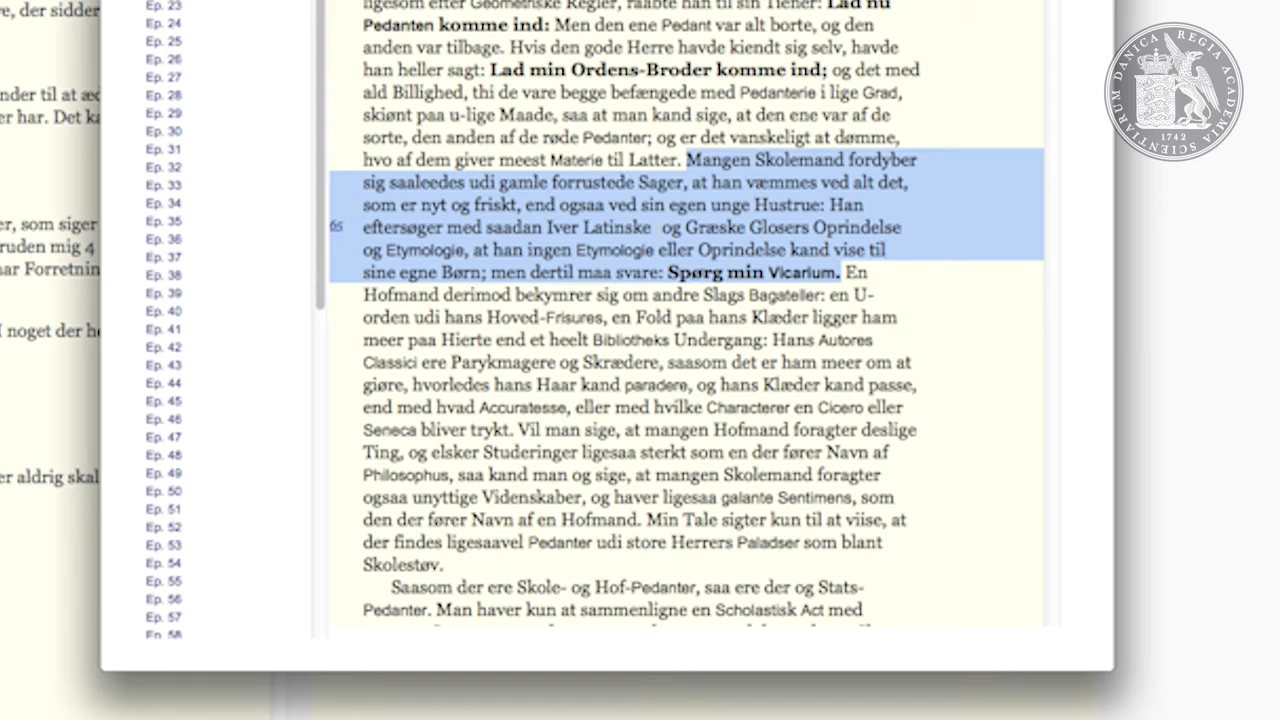 e, der sidder
nder til at æd
er har. Det ka
er, som siger
ruden mig 4
ar Forretnin
l noget der he
er aldrig skal
Ep. 23
Ep. 24
Ep. 25
Ep. 26
Ep. 27
Ep. 28
Ep. 29
Ep. 30
Ep. 31
Ep. 32
Ep. 33
Ep. 34
Ep. 35
Ep. 36
Ep. 37
Ep. 38
Ep. 39
Ep. 40
Ep. 41
Ep. 42
Ep. 43
Ep. 44
Ep. 45
Ep. 46
Ep. 47
Ep. 48
Ep. 49
Ep. 50
Ep. 51
Ep. 52
Ep. 53
Ep. 54
Ep. 55
Ep. 56
Ep. 57
Ep. 58
ligesom efter Geometriske Regler, raabte han til sin Tiener: Lad nu
Pedanten komme ind: Men den ene Pedant var alt borte, og den
anden var tilbage. Hvis den gode Herre havde kiendt sig selv, havde
han heller sagt: Lad min Ordens-Broder komme ind; og det med
ald Billighed, thi de vare begge befængede med Pedanterie i lige Grad,
skiønt paa u-lige Maade, saa at man kand sige, at den ene var af de
sorte, den anden af de røde Pedanter; og er det vanskeligt at dømme,
hvo af dem giver meest Materie til Latter. Mangen Skolemand fordyber
sig saaleedes udi gamle forrustede Sager, at han væmmes ved alt det,
som er nyt og friskt, end ogsaa ved sin egen unge Hustrue: Han
65 eftersøger med saadan Iver Latinske og Græske Glosers Oprindelse
og Etymologie, at han ingen Etymologie eller Oprindelse kand vise til
sine egne Børn; men dertil maa svare: Spørg min Vicarium. En
Hofmand derimod bekymrer sig om andre Slags Bagateller: en U-
orden udi hans Hoved-Frisures, en Fold paa hans Klæder ligger ham
meer paa Hierte end et heelt Bibliotheks Undergang: Hans Autores
Classici ere Parykmagere og Skrædere, saasom det er ham meer om at
giøre, hvorledes hans Haar kand paradere, og hans Klæder kand passe,
end med hvad Accuratesse, eller med hvilke Characterer en Cicero eller
Seneca bliver trykt. Vil man sige, at mangen Hofmand foragter deslige
Ting, og elsker Studeringer ligesaa sterkt som en der fører Navn af
Philosophus, saa kand man og sige, at mangen Skolemand foragter
ogsaa unyttige Videnskaber, og haver ligesaa galante Sentimens, som
den der fører Navn af en Hofmand. Min Tale sigter kun til at viise, at
der findes ligesaavel Pedanter udi store Herrers Paladser som blant
Skolestøv.
Saasom der ere Skole- og Hof-Pedanter, saa ere der og Stats-
Pedanter. Man haver kun at sammenligne en Scholastisk Act med
SCIENTIARUM DANICA REGIA ACADEMIA
1742